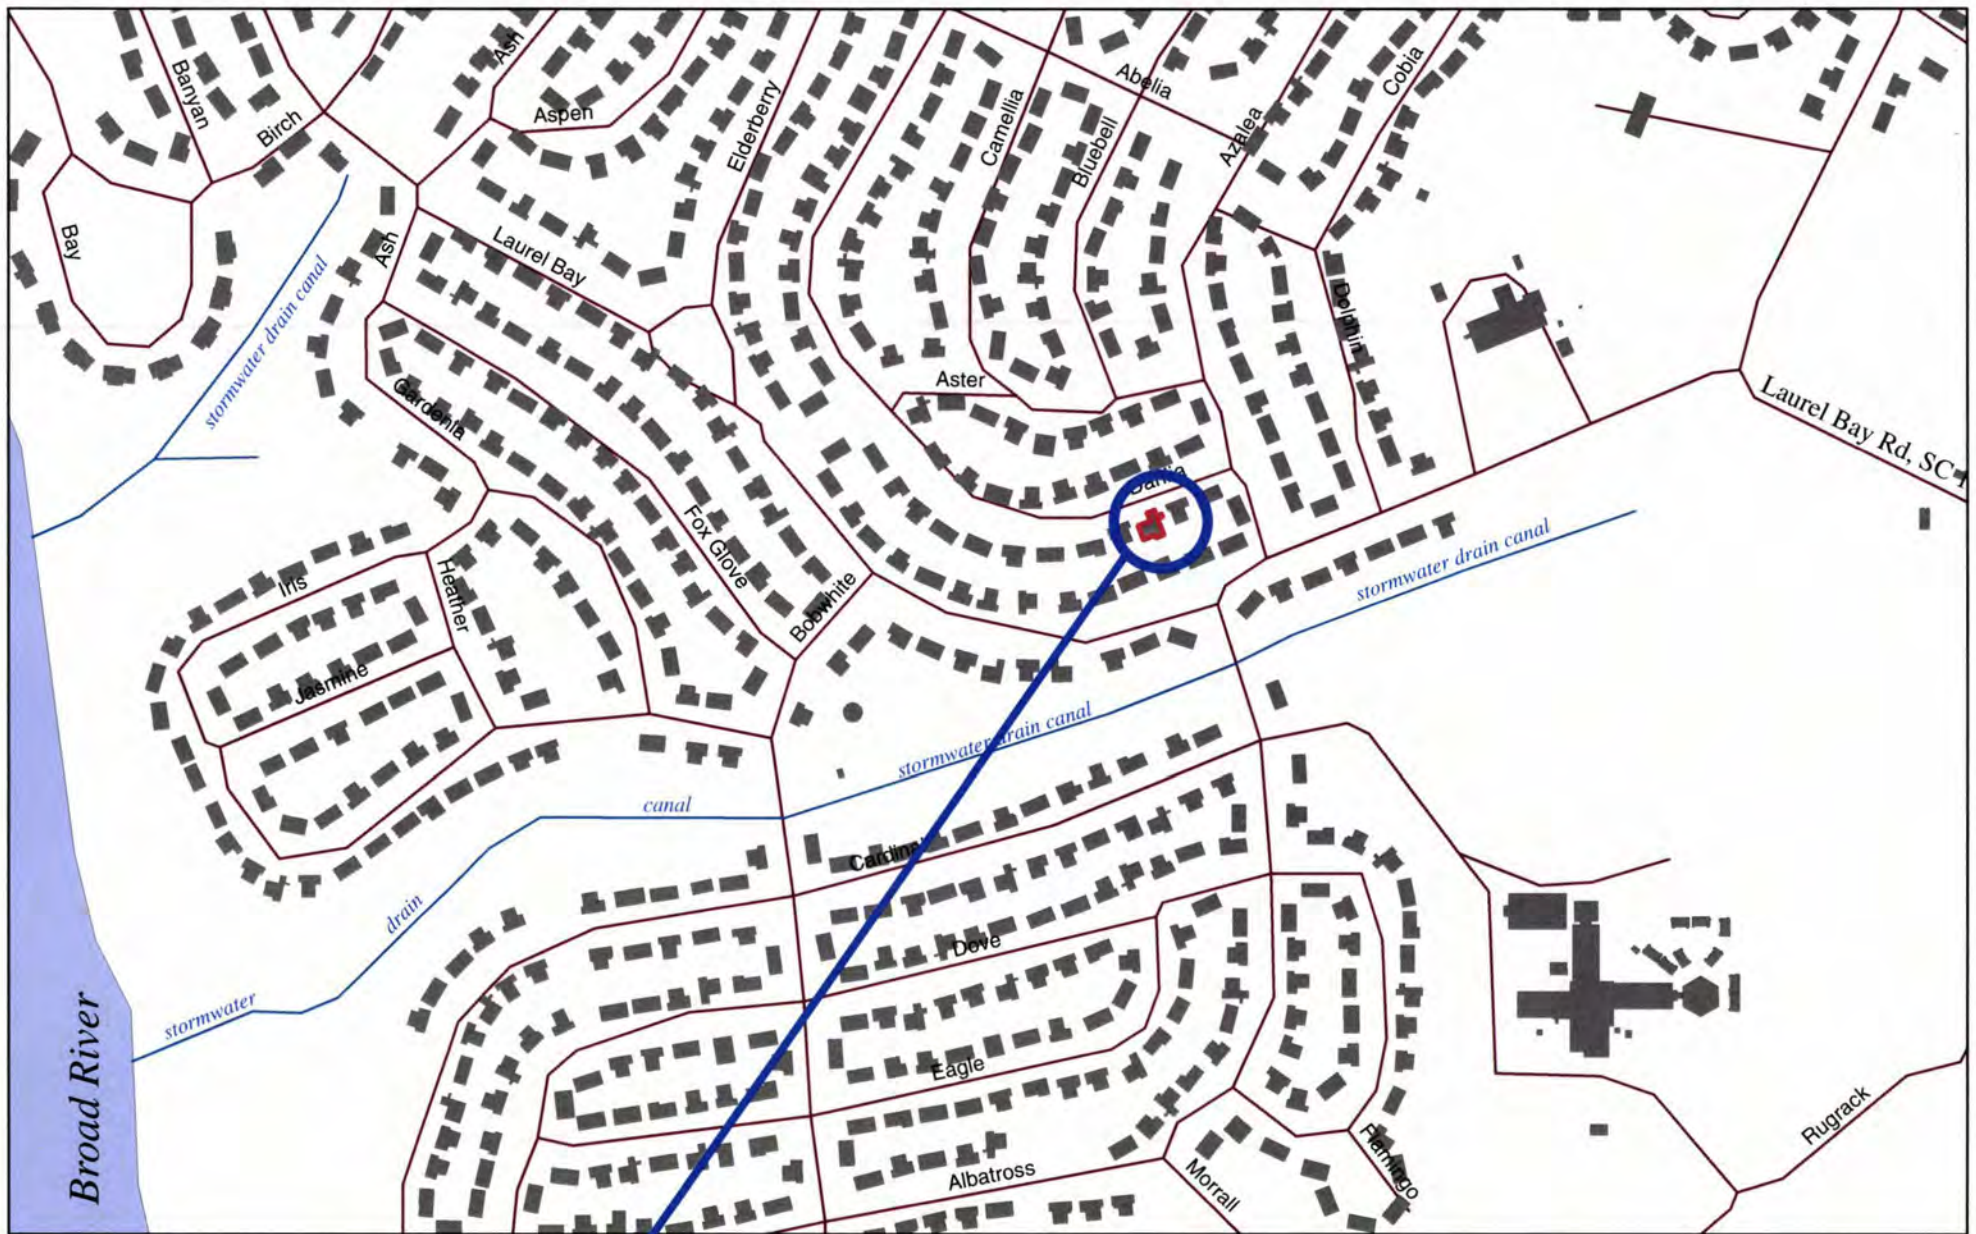 Ash
Banyan
Birch
Aspen
Elderberry
Camellia
Bluebell
Abelia
Azalea
Cobia
Bay
stormwater drain canal
Ash
Laurel Bay
Dolphin
Aster
Gardenia
Laurel Bay Rd, SC
Dahlia
Fox Glove
stormwater drain canal
Iris
Heather
Bobwhite
Jasmine
stormwater drain canal
canal
Cardinal
drain
Dove
stormwater
Eagle
Broad River
Albatross
Morrall
Flamingo
Rugrack